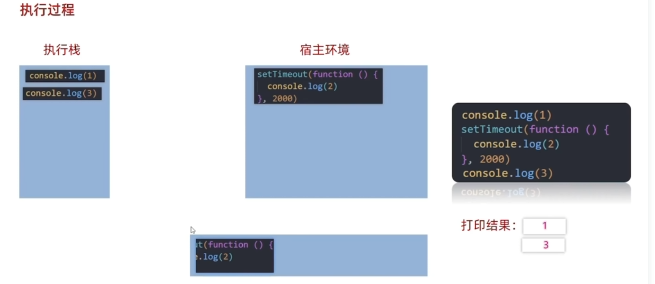 执行过程
执行栈
宿主环境
console.log(1)
console.log(3)
setTimeout(function () {
console.log(2)
}, 2000)
console.log(1)
setTimeout(function () {
console.log(2)
}, 2000)
console.log(3)
打印结果：
1
3
t(function () {
.log(2)